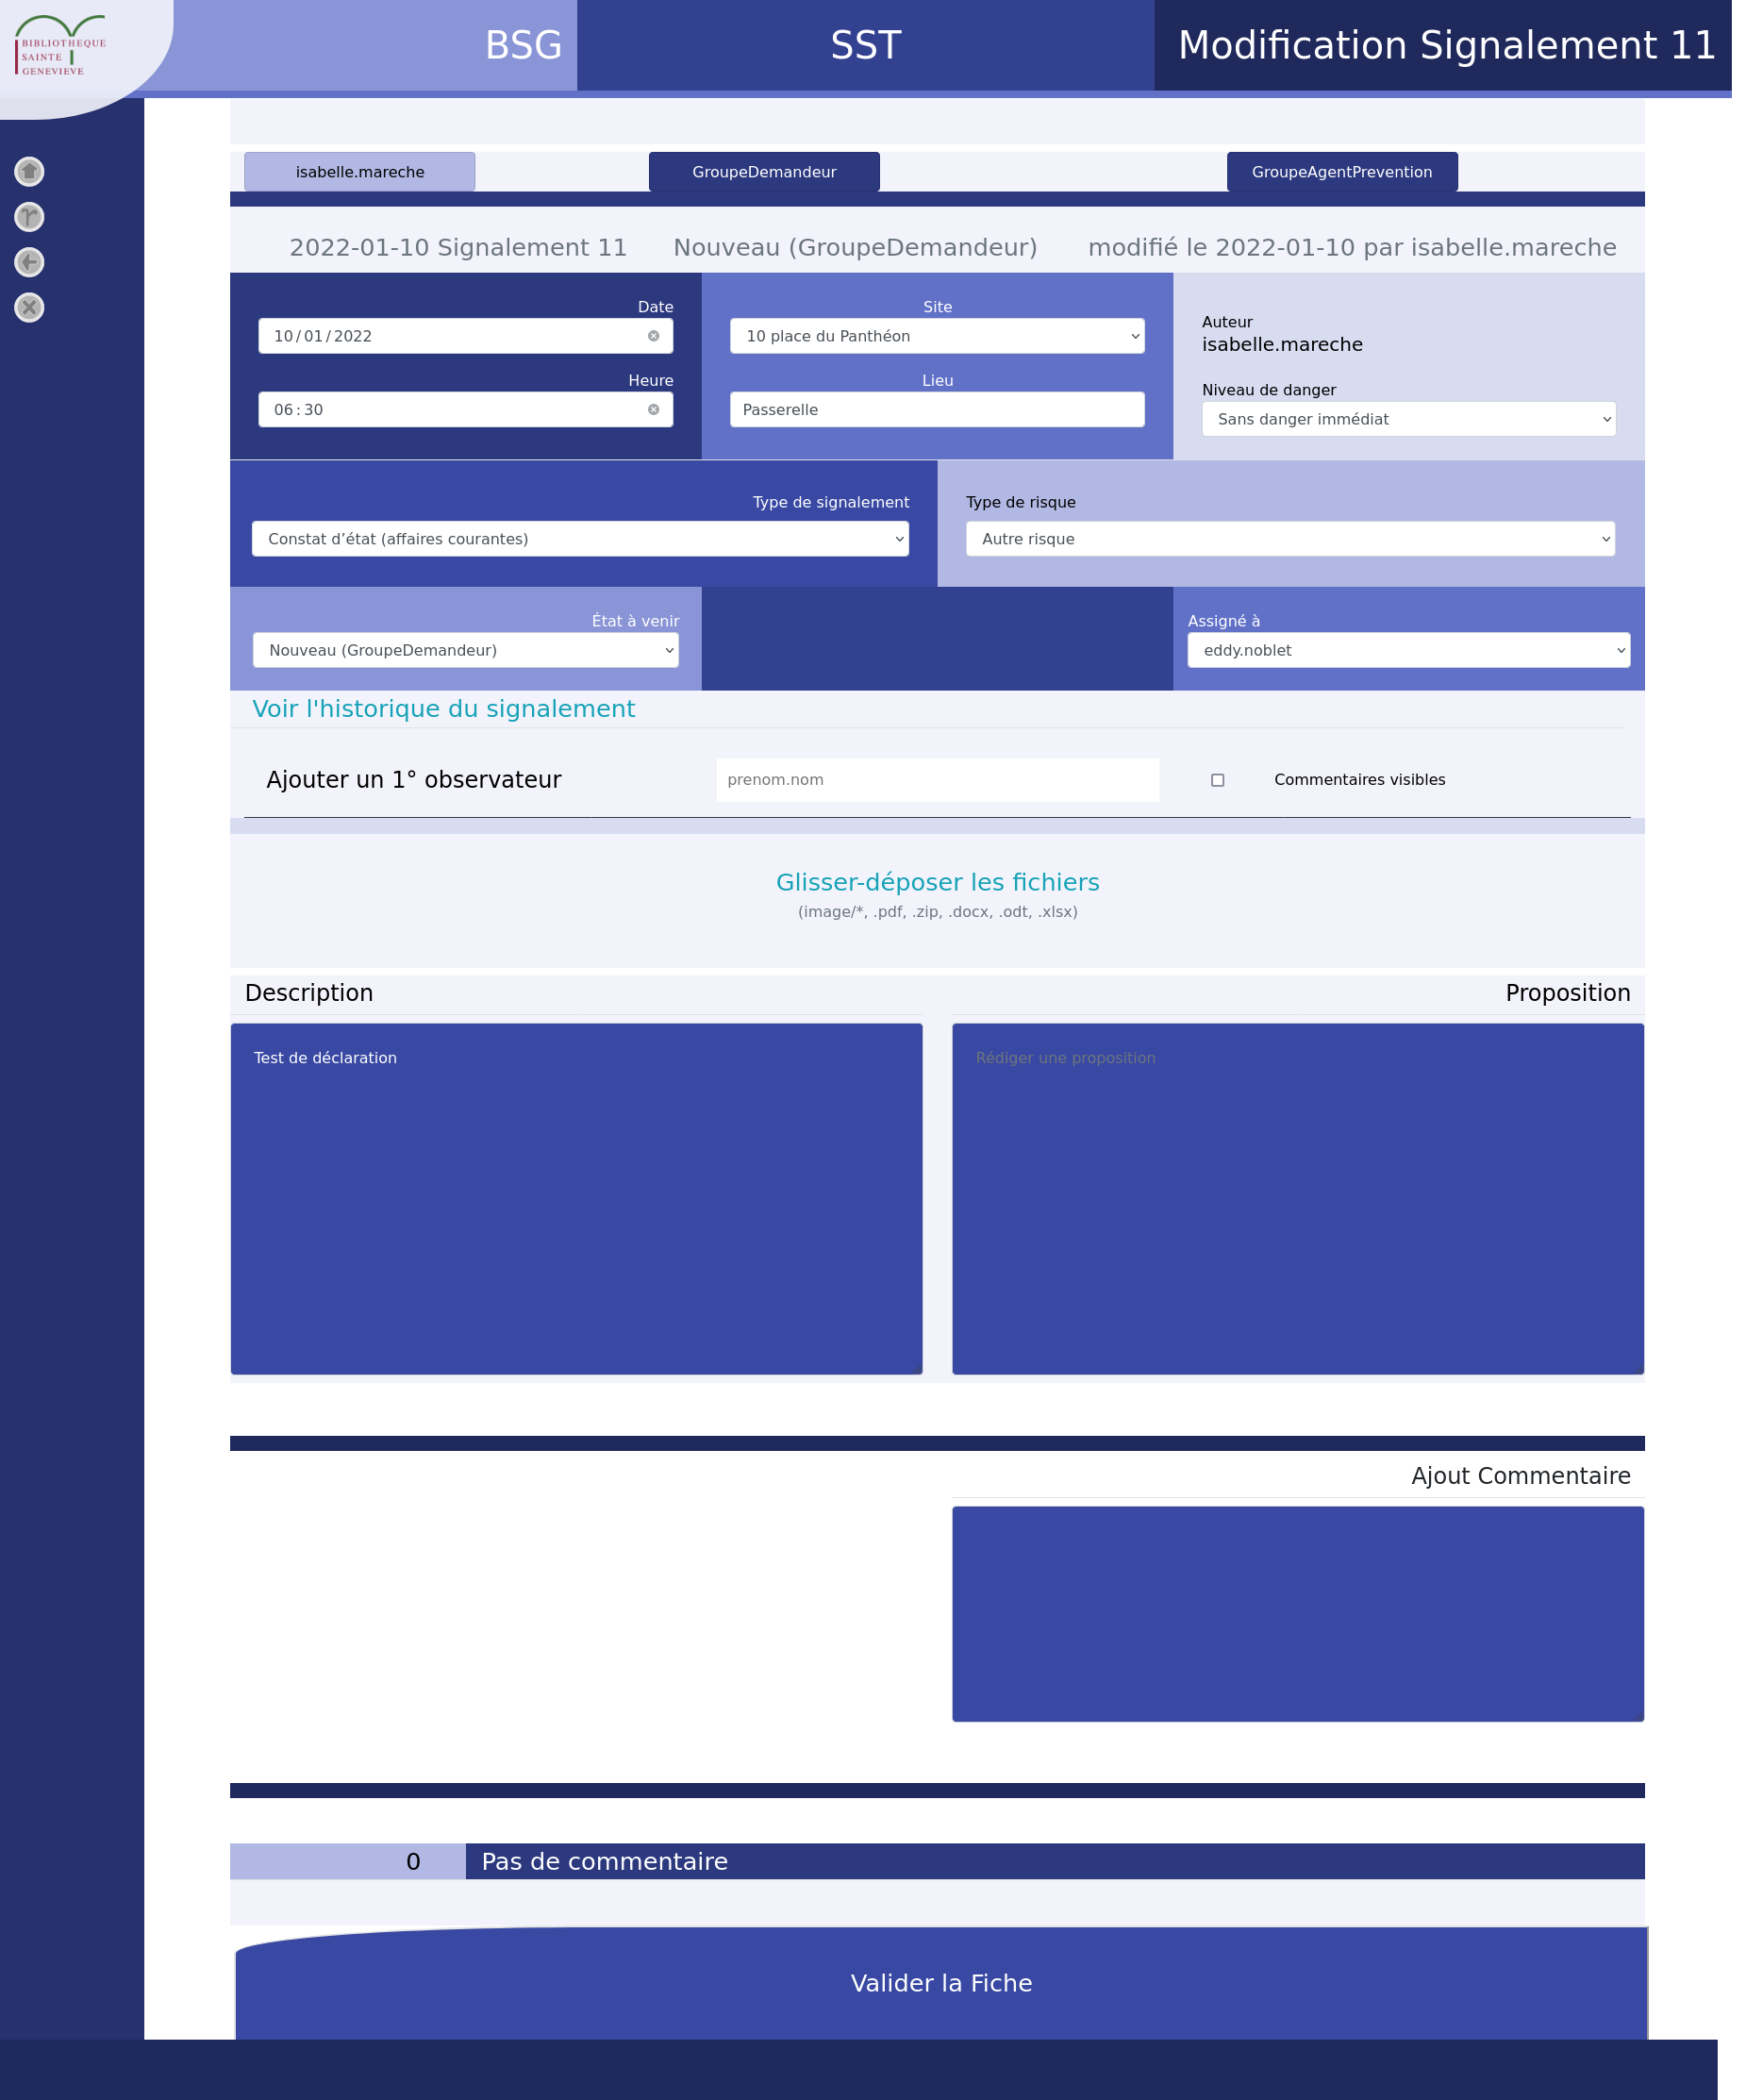 BIBLIOTHEQUE
SAINTE
GENEVIEVE
BSG
SST
Modification Signalement 11
isabelle.mareche
GroupeDemandeur
GroupeAgentPrevention
2022-01-10 Signalement 11
Nouveau (GroupeDemandeur)
modifié le 2022-01-10 par isabelle.mareche
Date
10/01/2022
Heure
06:30
Site
10 place du Panthéon
Lieu
Passerelle
Auteur
isabelle.mareche
Niveau de danger
Sans danger immédiat
Type de signalement
Constat d’état (affaires courantes)
Type de risque
Autre risque
État à venir
Nouveau (GroupeDemandeur)
Assigné à
eddy.noblet
Voir l'historique du signalement
Ajouter un 1° observateur
prenom.nom
Commentaires visibles
Glisser-déposer les fichiers
(image/*, .pdf, .zip, .docx, .odt, .xlsx)
Description
Test de déclaration
Proposition
Rédiger une proposition
Ajout Commentaire
0
Pas de commentaire
Valider la Fiche